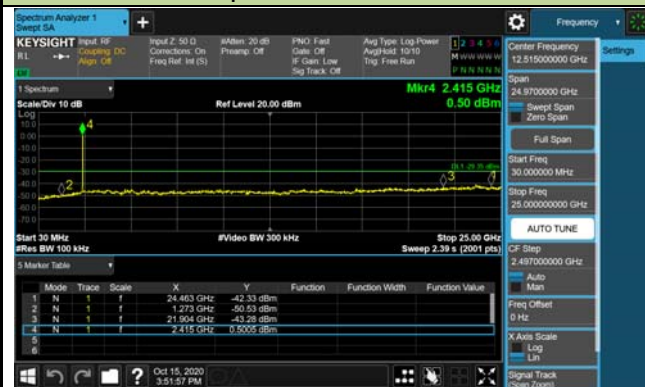 Spectrum Analyzer 1
Swept SA
Frequency
KEYSIGHT Input: RF
RL
Coupling: DC
Align: Off
Input Z: 50 Ω
Corrections: On
Freq Ref: Int (S)
#Atten: 20 dB
Preamp: Off
PNO: Fast
Gate: Off
IF Gain: Low
Sig Track: Off
Avg Type: Log-Power
Avg|Hold: 10/10
Trig: Free Run
1 2 3 4 5 6
M W W W W W
P N N N N N
1 Spectrum
Mkr4 2.415 GHz
0.50 dBm
Scale/Div 10 dB
Ref Level 20.00 dBm
Log
10.0
0.00
-10.0
-20.0
-30.0
-40.0
-50.0
-60.0
-70.0
4
2
3
Start 30 MHz
#Video BW 300 kHz
Stop 25.00 GHz
#Res BW 100 kHz
Sweep 2.39 s (2001 pts)
5 Marker Table
Mode Trace Scale X Y Function Function Width Function Value
1 N 1 f 24.463 GHz -42.33 dBm
2 N 1 f 1.273 GHz -50.53 dBm
3 N 1 f 21.904 GHz -43.28 dBm
4 N 1 f 2.415 GHz 0.5005 dBm
5
6
Oct 15, 2020
3:51:57 PM
Center Frequency
12.515000000 GHz
Settings
Span
24.9700000 GHz
Swept Span
Zero Span
Full Span
Start Freq
30.000000 MHz
Stop Freq
25.000000000 GHz
AUTO TUNE
CF Step
2.497000000 GHz
Auto
Man
Freq Offset
0 Hz
X Axis Scale
Log
Lin
Signal Track
(Span Zoom)